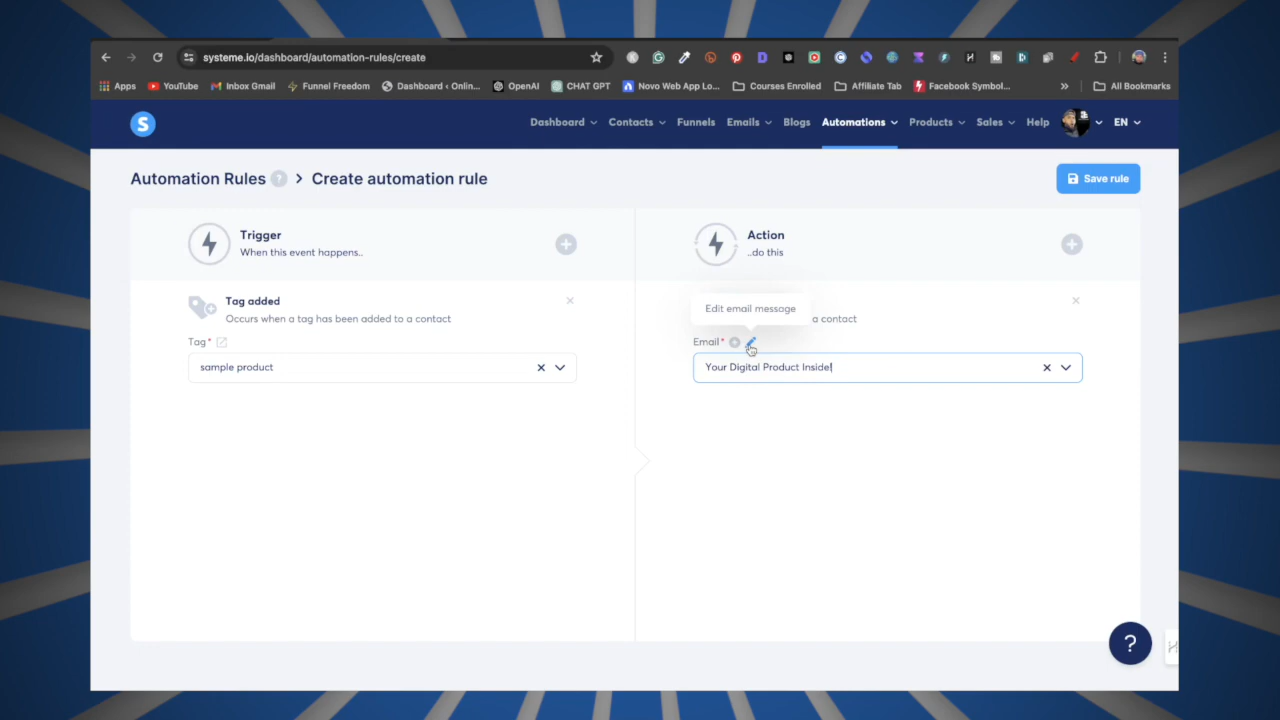 systeme.io/dashboard/automation-rules/create
Apps YouTube Inbox Gmail Funnel Freedom Dashboard ‹ Onlin... OpenAI CHAT GPT Novo Web App Lo... Courses Enrolled Affiliate Tab Facebook Symbol... » All Bookmarks
S Dashboard Contacts Funnels Emails Blogs Automations Products Sales Help EN
Automation Rules ? > Create automation rule Save rule
Trigger
When this event happens..
Action
..do this
Tag added
Occurs when a tag has been added to a contact
Tag*
sample product
Edit email message
a contact
Email*
Your Digital Product Inside!
?